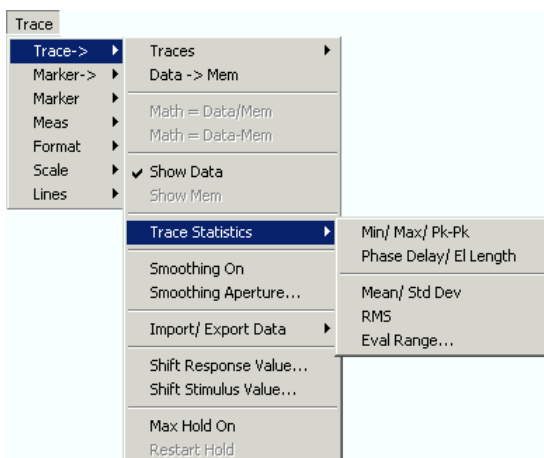 Trace
Trace->
Marker->
Marker
Meas
Format
Scale
Lines
Traces
Data -> Mem
Math = Data/Mem
Math = Data-Mem
Show Data
Show Mem
Trace Statistics
Smoothing On
Smoothing Aperture...
Import/ Export Data
Shift Response Value...
Shift Stimulus Value...
Max Hold On
Restart Hold
Min/ Max/ Pk-Pk
Phase Delay/ El Length
Mean/ Std Dev
RMS
Eval Range...